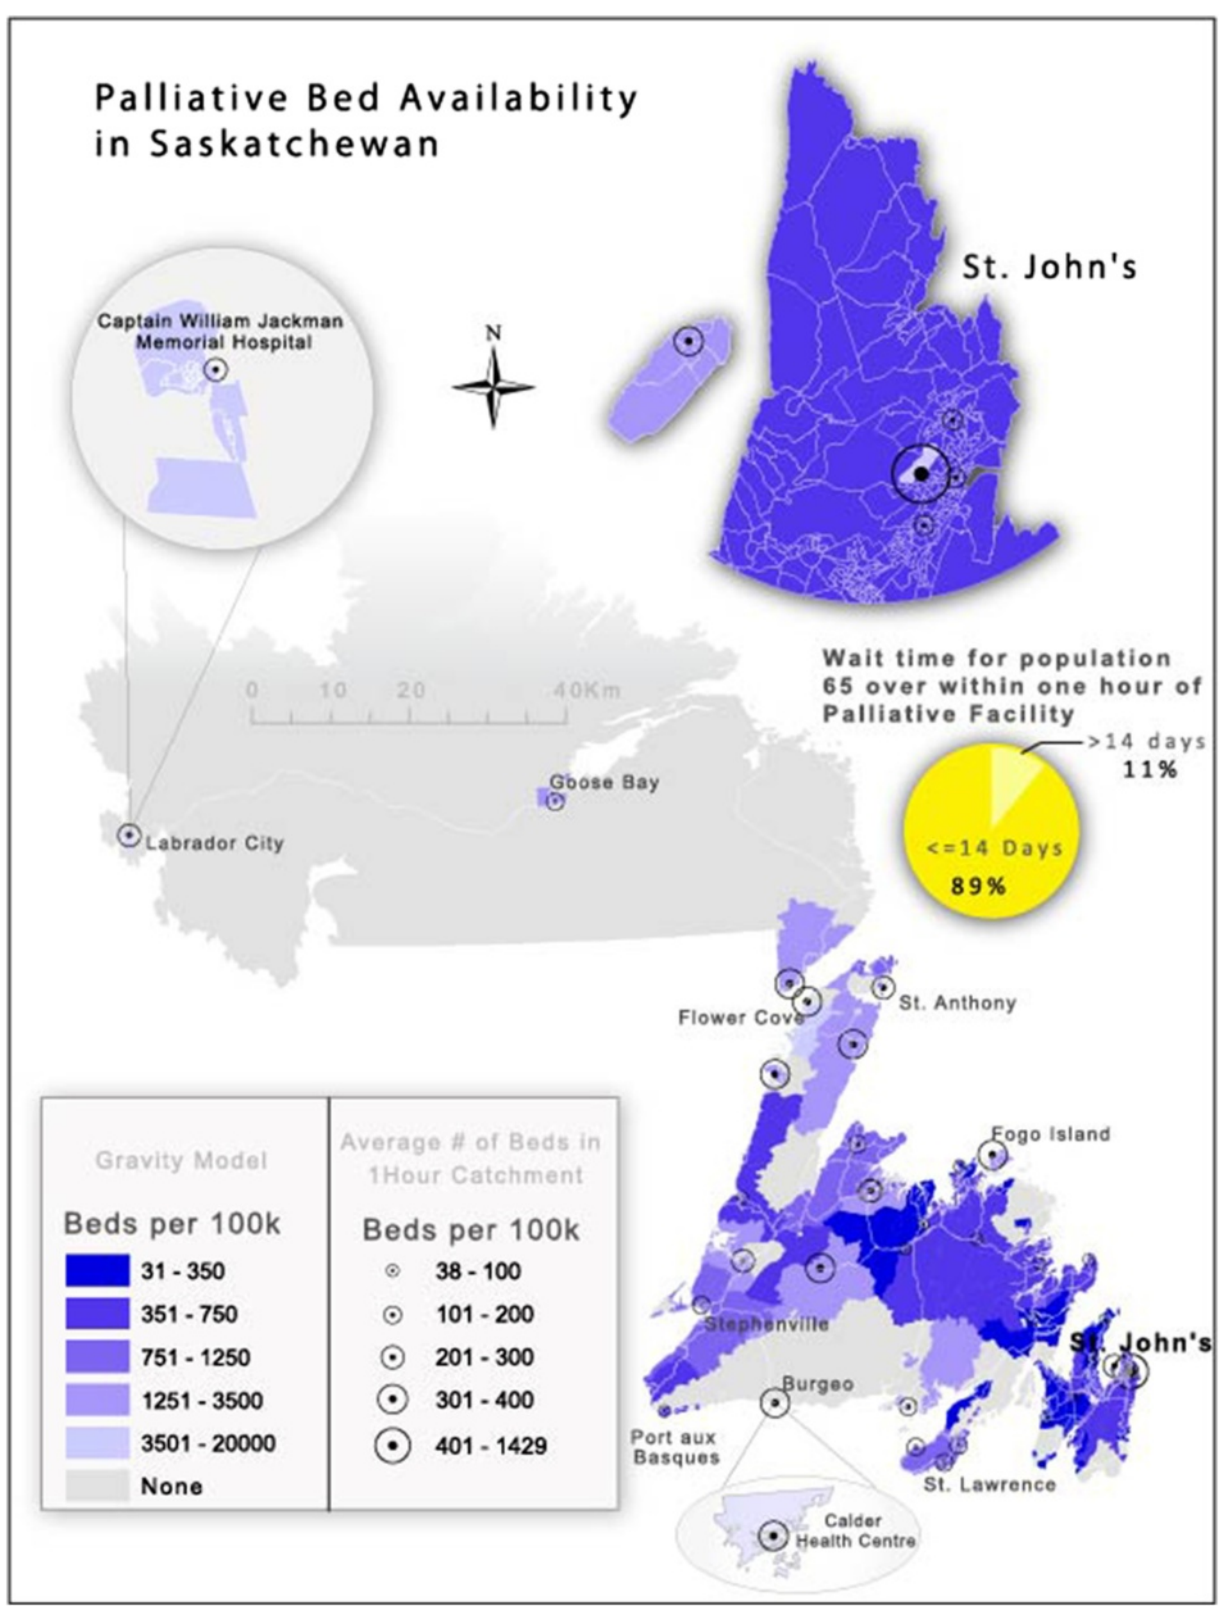 Palliative Bed Availability
in Saskatchewan
St. John's
Captain William Jackman
Memorial Hospital
N
Wait time for population
65 over within one hour of
Palliative Facility
0 10 20 40Km
>14 days
11%
<=14 Days
89%
Goose Bay
Labrador City
Flower Cove
St. Anthony
Fogo Island
Stephenville
St. John's
Burgeo
Port aux
Basques
St. Lawrence
Calder
Health Centre
Gravity Model
Beds per 100k
31 - 350
351 - 750
751 - 1250
1251 - 3500
3501 - 20000
None
Average # of Beds in
1Hour Catchment
Beds per 100k
38 - 100
101 - 200
201 - 300
301 - 400
401 - 1429